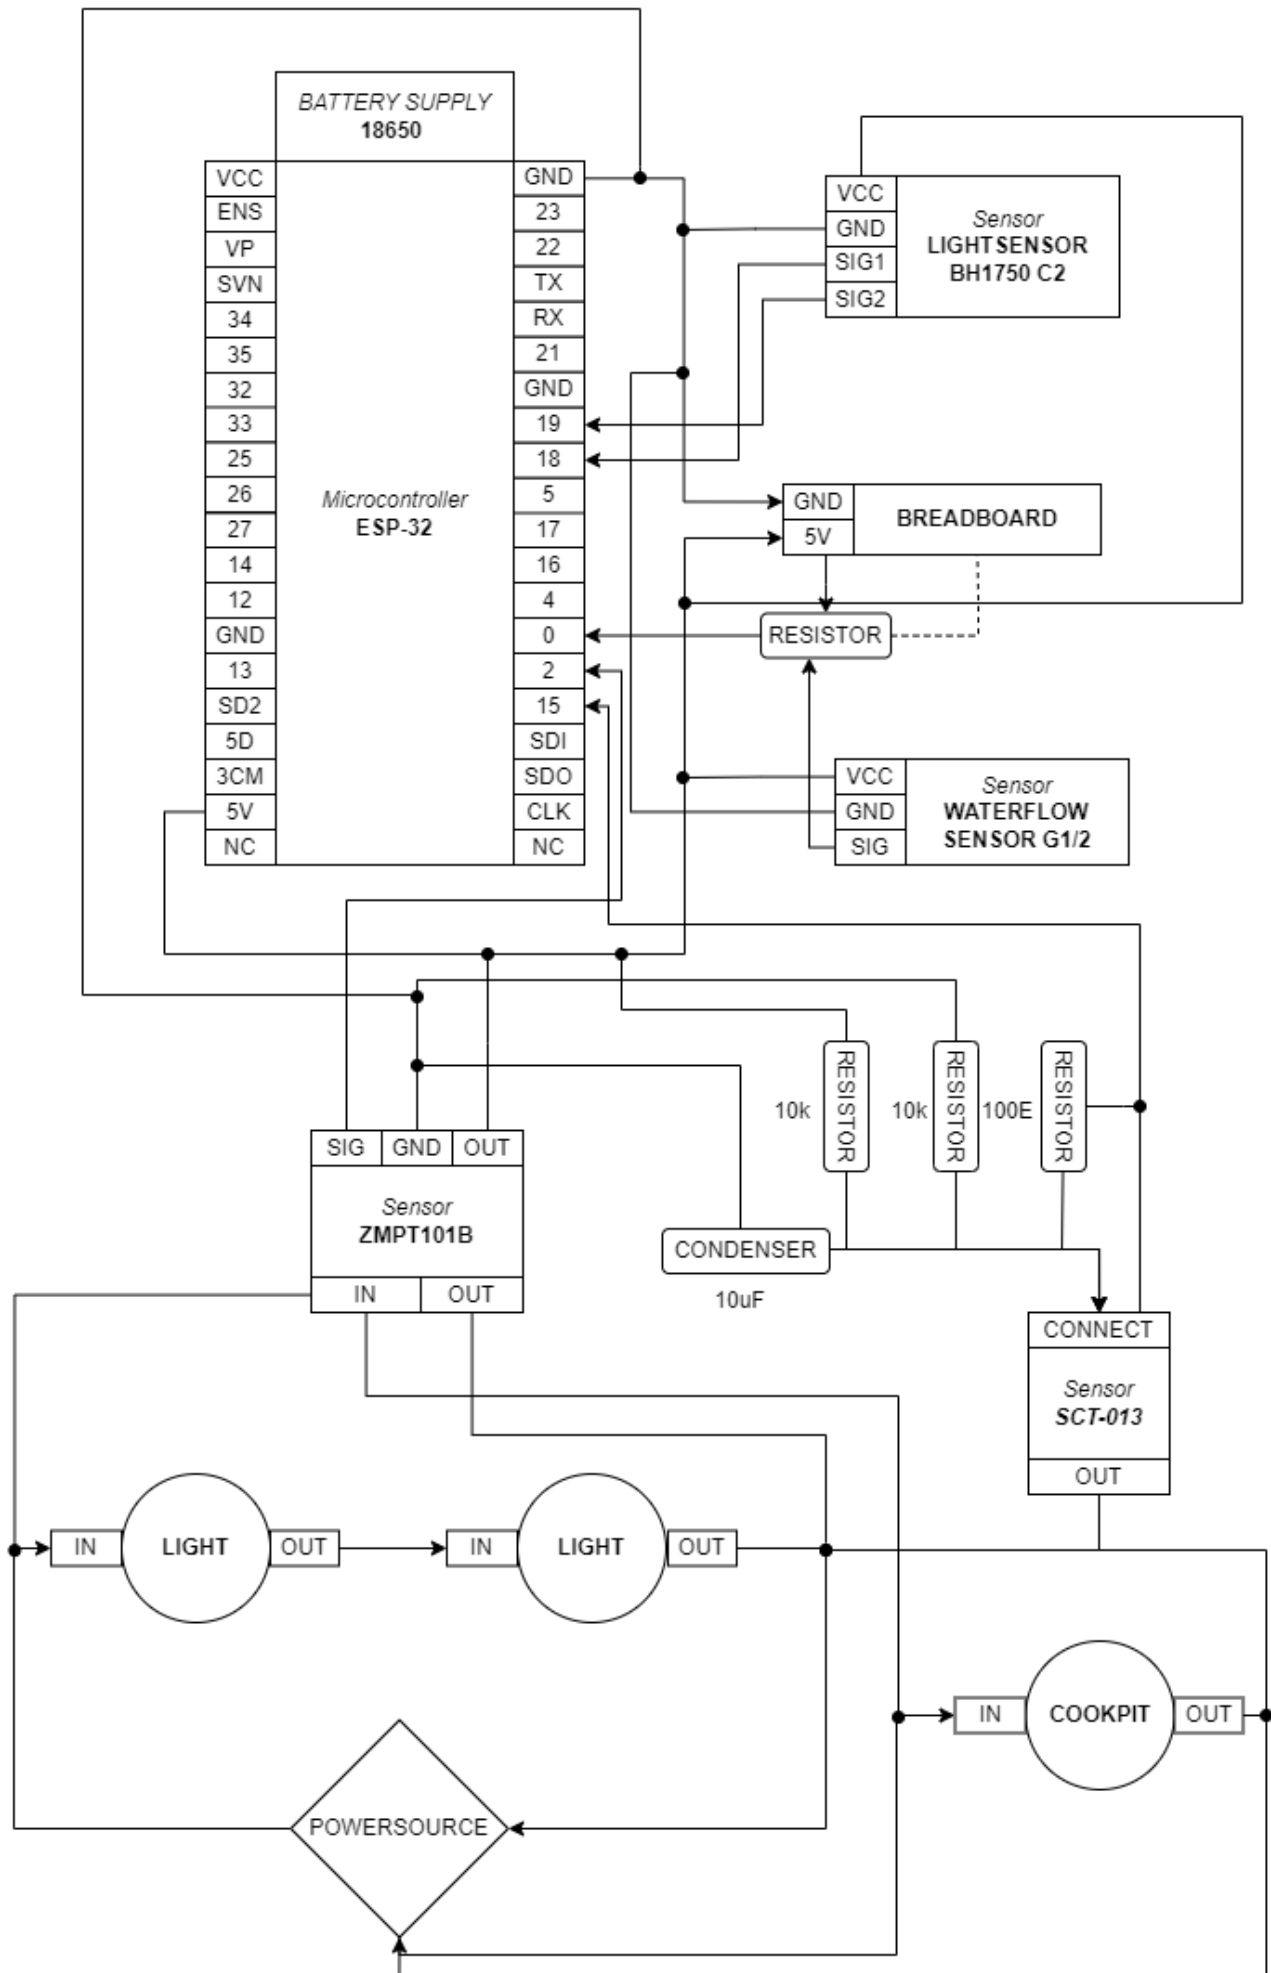 BATTERY SUPPLY
18650
VCC
ENS
VP
SVN
34
35
32
33
25
26
27
14
12
GND
13
SD2
5D
3CM
5V
NC
Microcontroller
ESP-32
GND
23
22
TX
RX
21
GND
19
18
5
17
16
4
0
2
15
SDI
SDO
CLK
NC
VCC
GND
SIG1
SIG2
Sensor
LIGHTSENSOR
BH1750 C2
GND
5V
BREADBOARD
RESISTOR
VCC
GND
SIG
Sensor
WATERFLOW
SENSOR G1/2
10k
RESISTOR
10k
RESISTOR
100E
RESISTOR
SIG
GND
OUT
Sensor
ZMPT101B
IN
OUT
CONDENSER
10uF
CONNECT
Sensor
SCT-013
OUT
IN
LIGHT
OUT
IN
LIGHT
OUT
IN
COOKPIT
OUT
POWERSOURCE